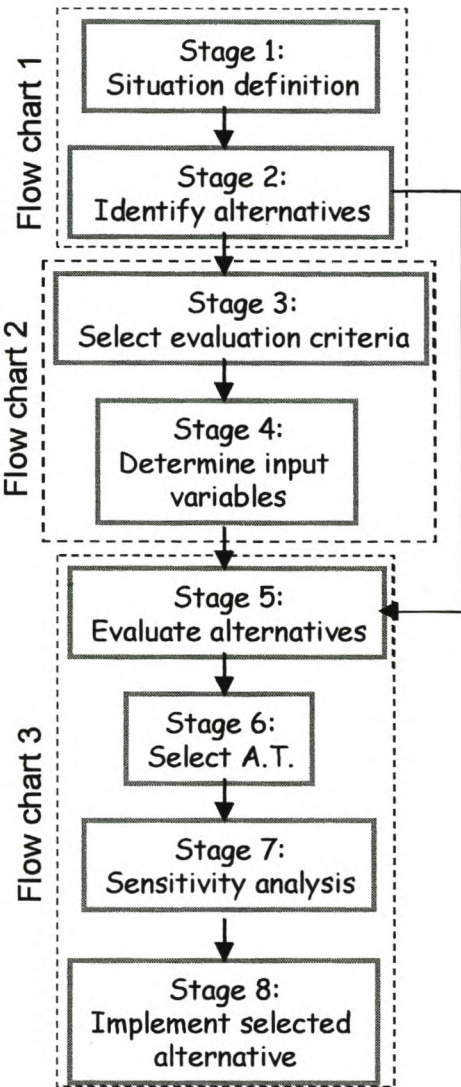 Flow chart 1
Stage 1:
Situation definition
Stage 2:
Identify alternatives
Flow chart 2
Stage 3:
Select evaluation criteria
Stage 4:
Determine input
variables
Flow chart 3
Stage 5:
Evaluate alternatives
Stage 6:
Select A.T.
Stage 7:
Sensitivity analysis
Stage 8:
Implement selected
alternative